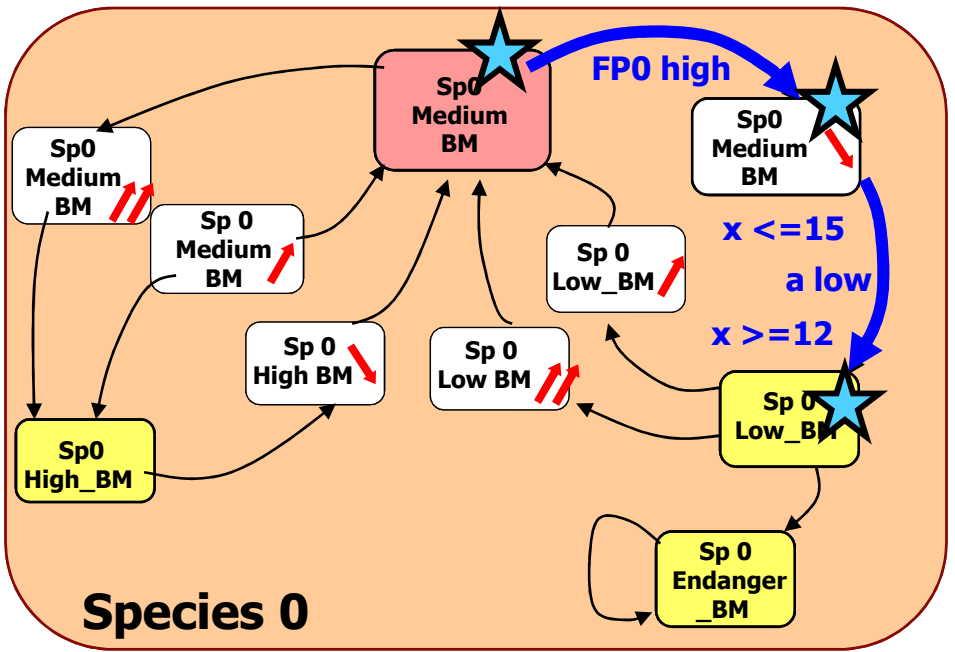 Sp0
Medium
BM
FP0 high
Sp0
Medium
BM
Sp0
Medium
BM
Sp 0
Medium
BM
x <=15
a low
x >=12
Sp 0
Low_BM
Sp 0
High BM
Sp 0
Low BM
Sp 0
Low_BM
Sp0
High_BM
Sp 0
Endanger
_BM
Species 0